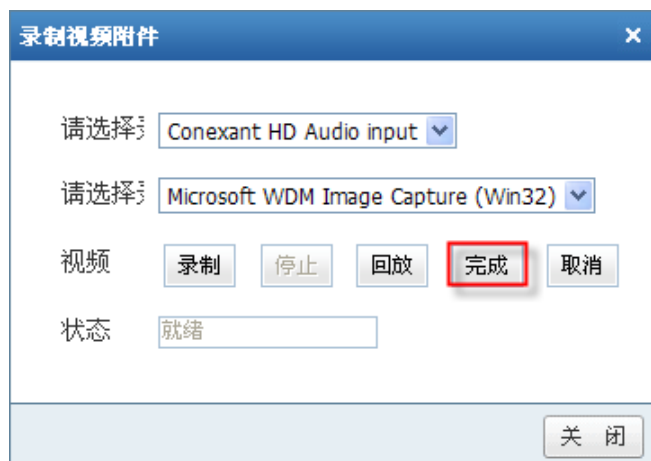 录制视频附件 ×
请选择 Conexant HD Audio input
请选择 Microsoft WDM Image Capture (Win32)
视频 录制 停止 回放 完成 取消
状态 就绪
关 闭